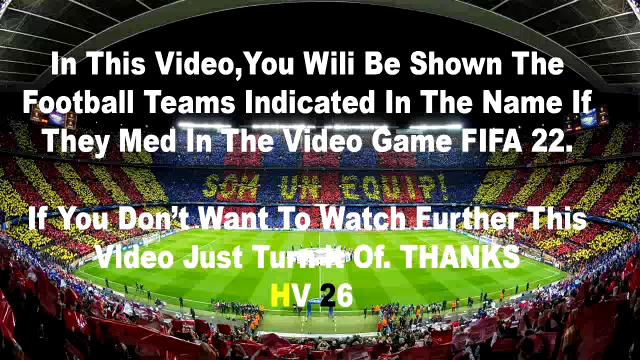 In This Video,You Wili Be Shown The
Football Teams Indicated In The Name If
They Med In The Video Game FIFA 22.
SOM UN EQUIP!
If You Don't Want To Watch Further This
Video Just Turn It Of. THANKS
HV 26